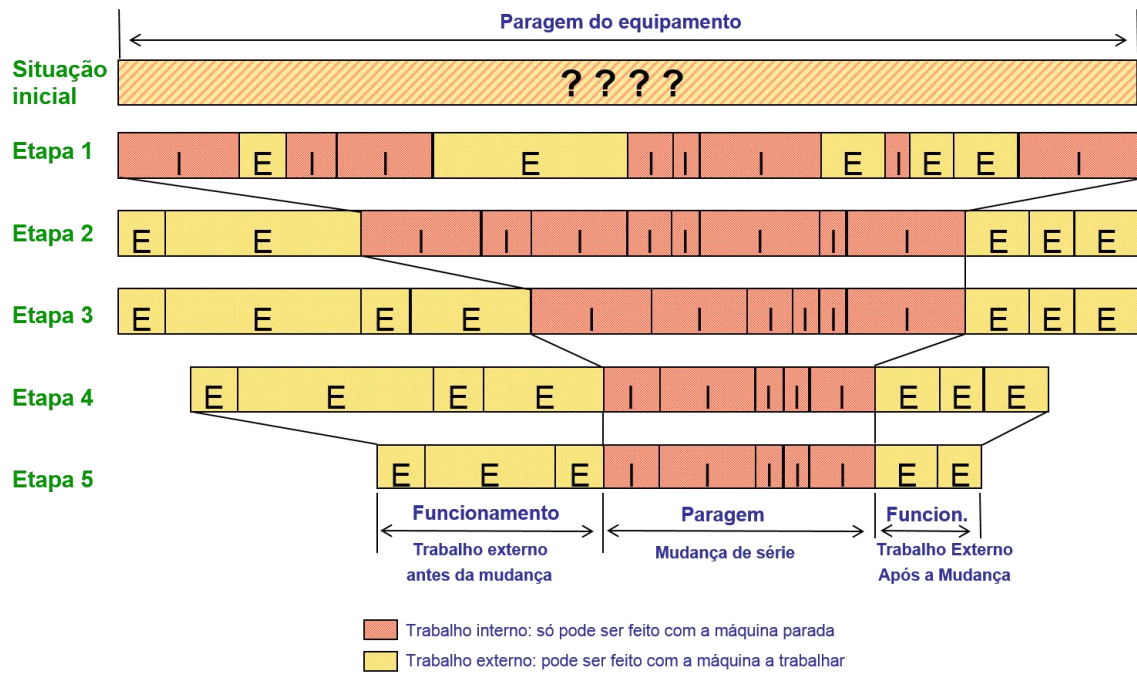 Paragem do equipamento
Situação
inicial
? ? ? ?
Etapa 1
I E I I E I I I E I E E I
Etapa 2
E E I I I I I I I I E E E
Etapa 3
E E E E I I I I I I E E E
Etapa 4
E E E E I I I I I E E E
Etapa 5
E E E I I I I I E E
Funcionamento
Paragem
Funcion.
Trabalho externo
antes da mudança
Mudança de série
Trabalho Externo
Após a Mudança
Trabalho interno: só pode ser feito com a máquina parada
Trabalho externo: pode ser feito com a máquina a trabalhar